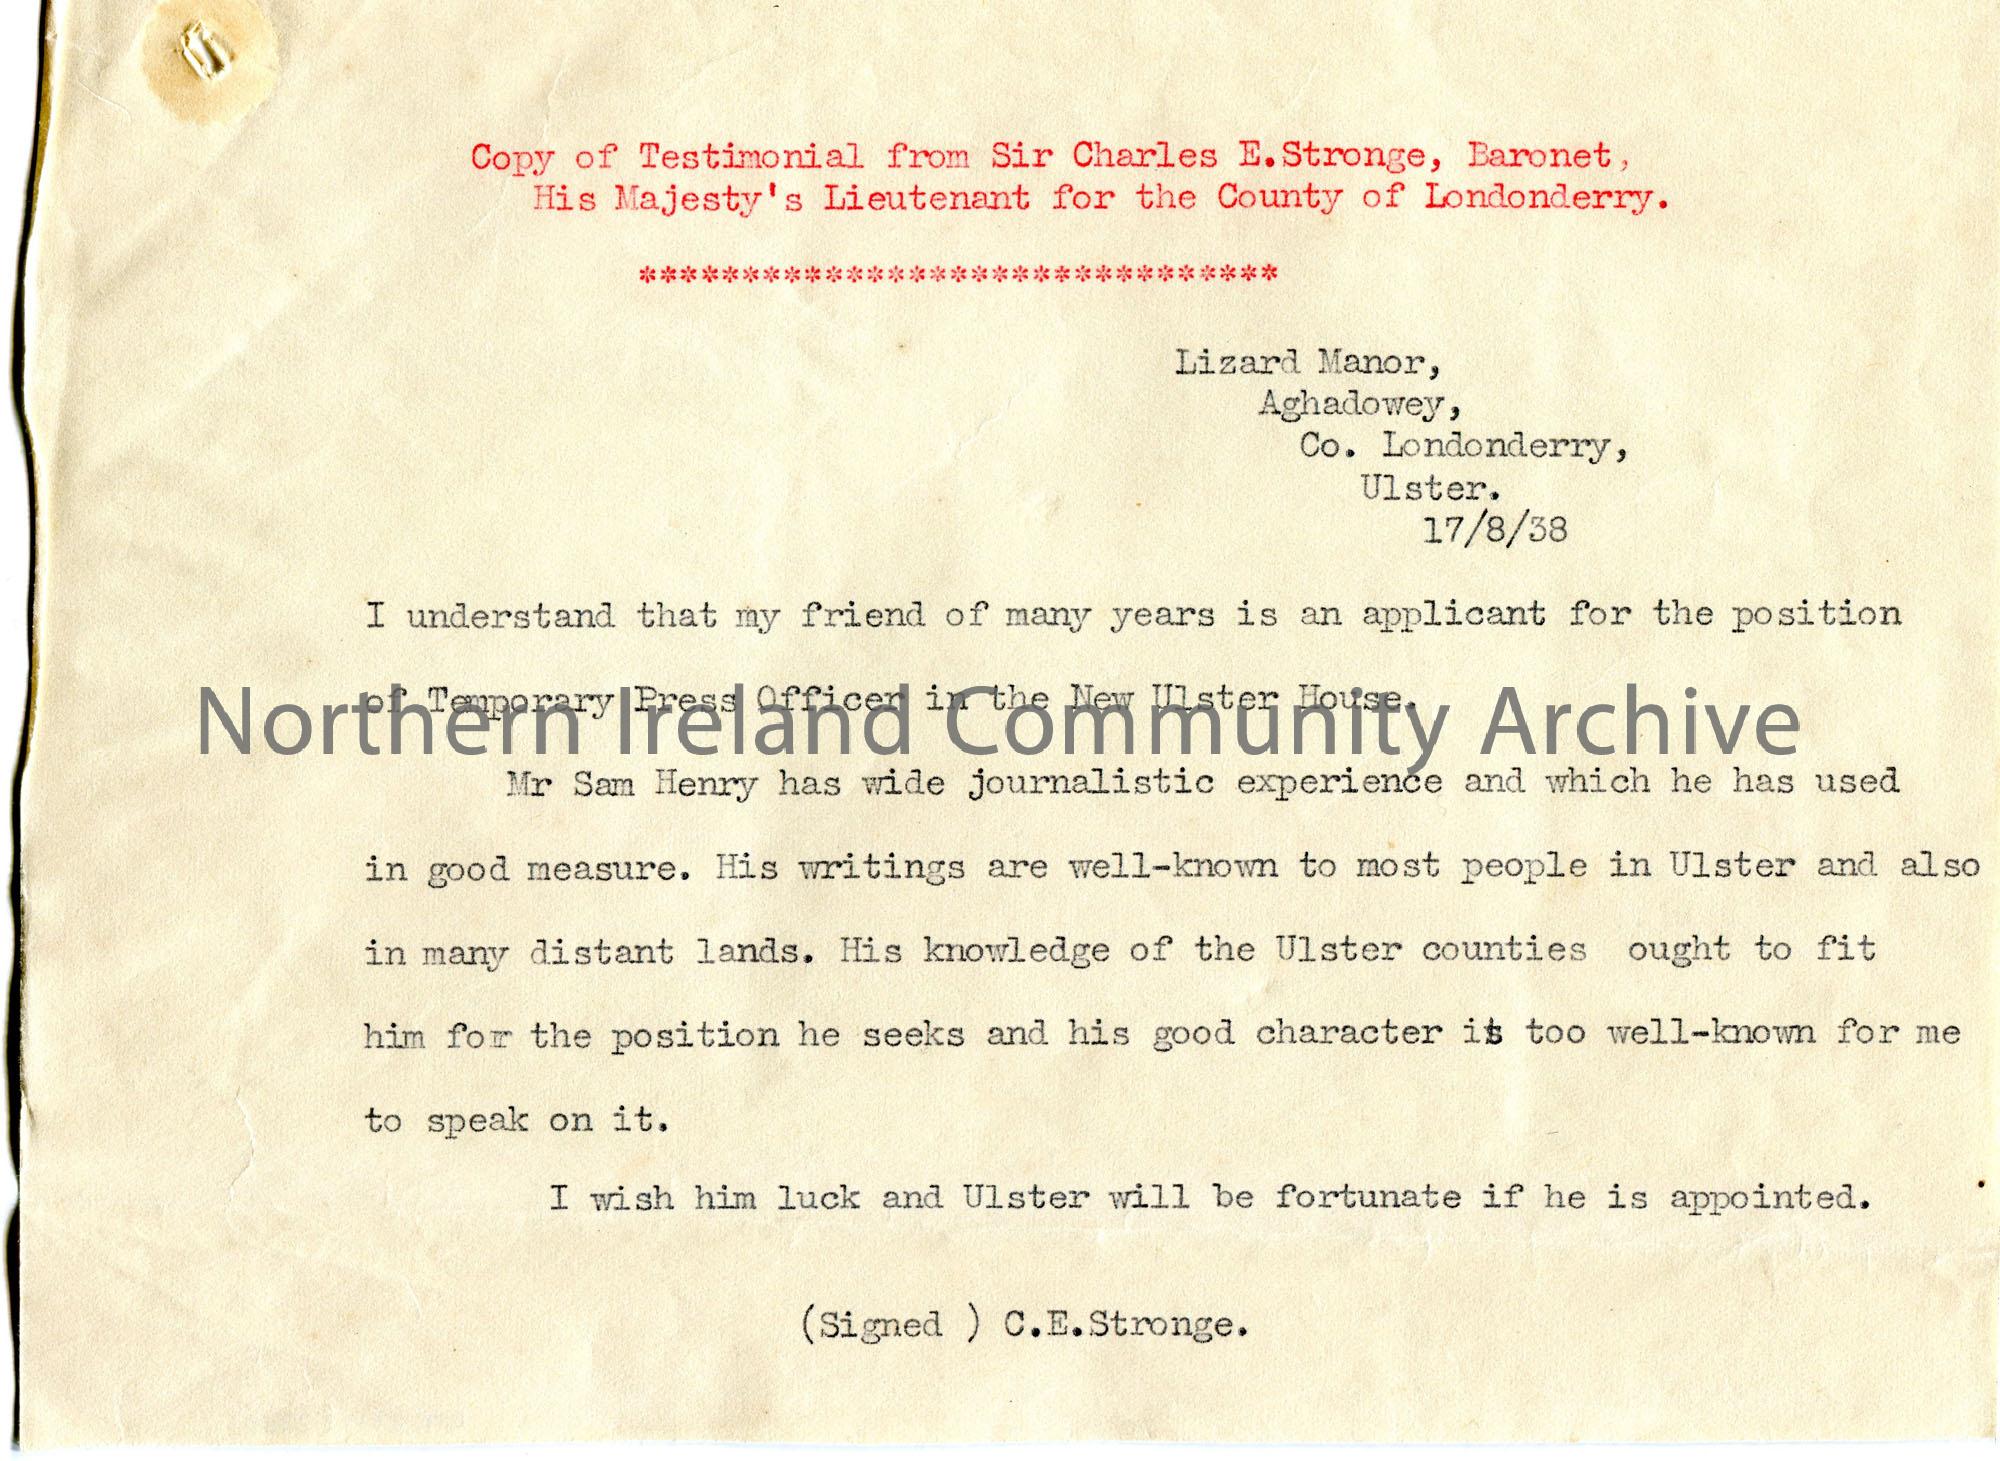 Copy of Testimonial from Sir Charles E.Stronge, Baronet,
His Majesty's Lieutenant for the County of Londonderry.
*******************************
Lizard Manor,
Aghadowey,
Co. Londonderry,
Ulster.
17/8/38
I understand that my friend of many years is an applicant for the position
of Temporary Press Officer in the New Ulster House.
Northern Ireland Community Archive
Mr Sam Henry has wide journalistic experience and which he has used
in good measure. His writings are well-known to most people in Ulster and also
in many distant lands. His knowledge of the Ulster counties ought to fit
him for the position he seeks and his good character is too well-known for me
to speak on it.
I wish him luck and Ulster will be fortunate if he is appointed.
(Signed ) C.E.Stronge.